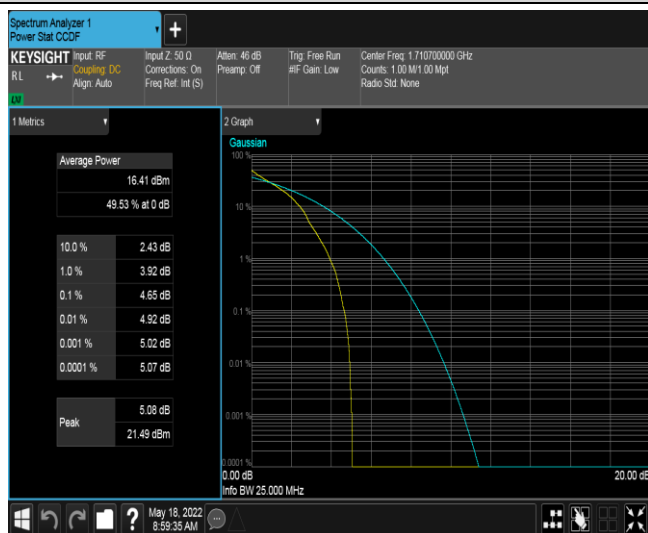 Spectrum Analyzer 1
Power Stat CCDF
+
KEYSIGHT
RL
LXI
Input: RF
Coupling: DC
Align: Auto
Input Z: 50 Ω
Corrections: On
Freq Ref: Int (S)
Atten: 46 dB
Preamp: Off
Trig: Free Run
#IF Gain: Low
Center Freq: 1.710700000 GHz
Counts: 1.00 M/1.00 Mpt
Radio Std: None
1 Metrics
Average Power
16.41 dBm
49.53 % at 0 dB
10.0 % 2.43 dB
1.0 % 3.92 dB
0.1 % 4.65 dB
0.01 % 4.92 dB
0.001 % 5.02 dB
0.0001 % 5.07 dB
Peak
5.08 dB
21.49 dBm
2 Graph
Gaussian
100 %
10 %
1 %
0.1 %
0.01 %
0.001 %
0.0001 %
0.00 dB
20.00 dB
Info BW 25.000 MHz
?
May 18, 2022
8:59:35 AM